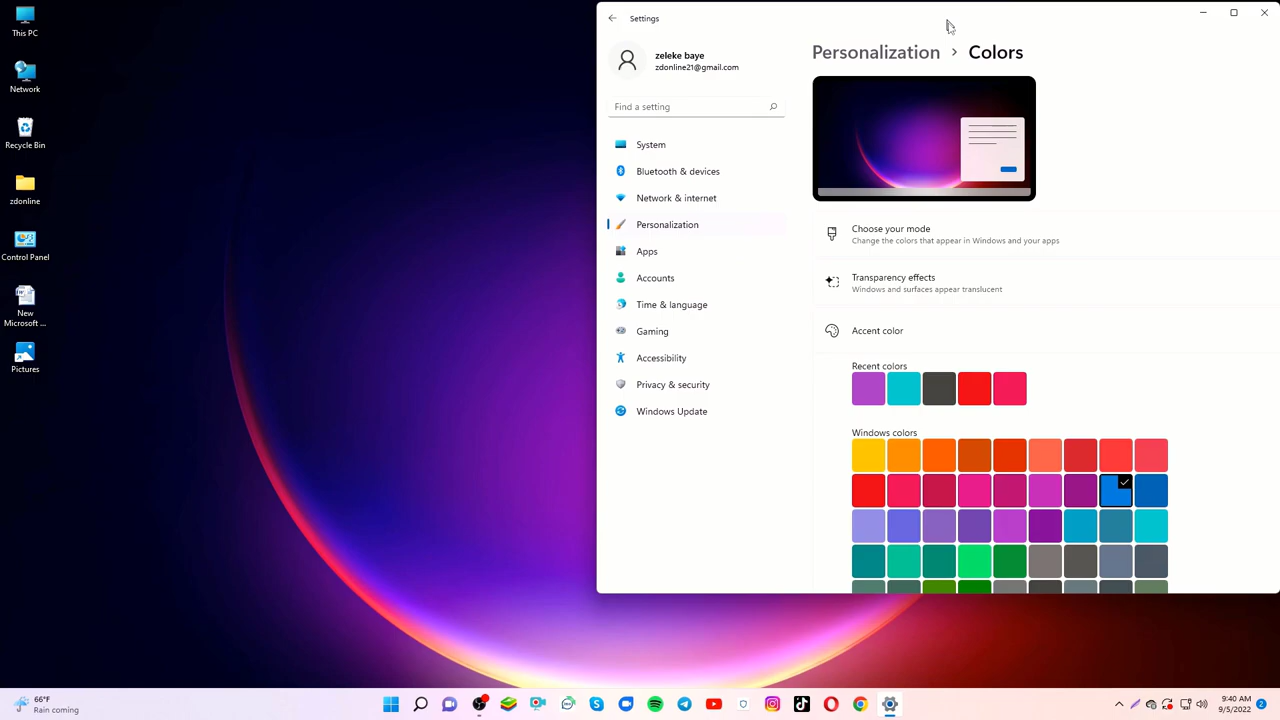 This PC
Network
Recycle Bin
zdonline
Control Panel
New
Microsoft ...
Pictures
Settings
zeleke baye
zdonline21@gmail.com
Find a setting
System
Bluetooth & devices
Network & internet
Personalization
Apps
Accounts
Time & language
Gaming
Accessibility
Privacy & security
Windows Update
Personalization > Colors
Choose your mode
Change the colors that appear in Windows and your apps
Transparency effects
Windows and surfaces appear translucent
Accent color
Recent colors
Windows colors
66°F
Rain coming
9:40 AM
9/5/2022
2